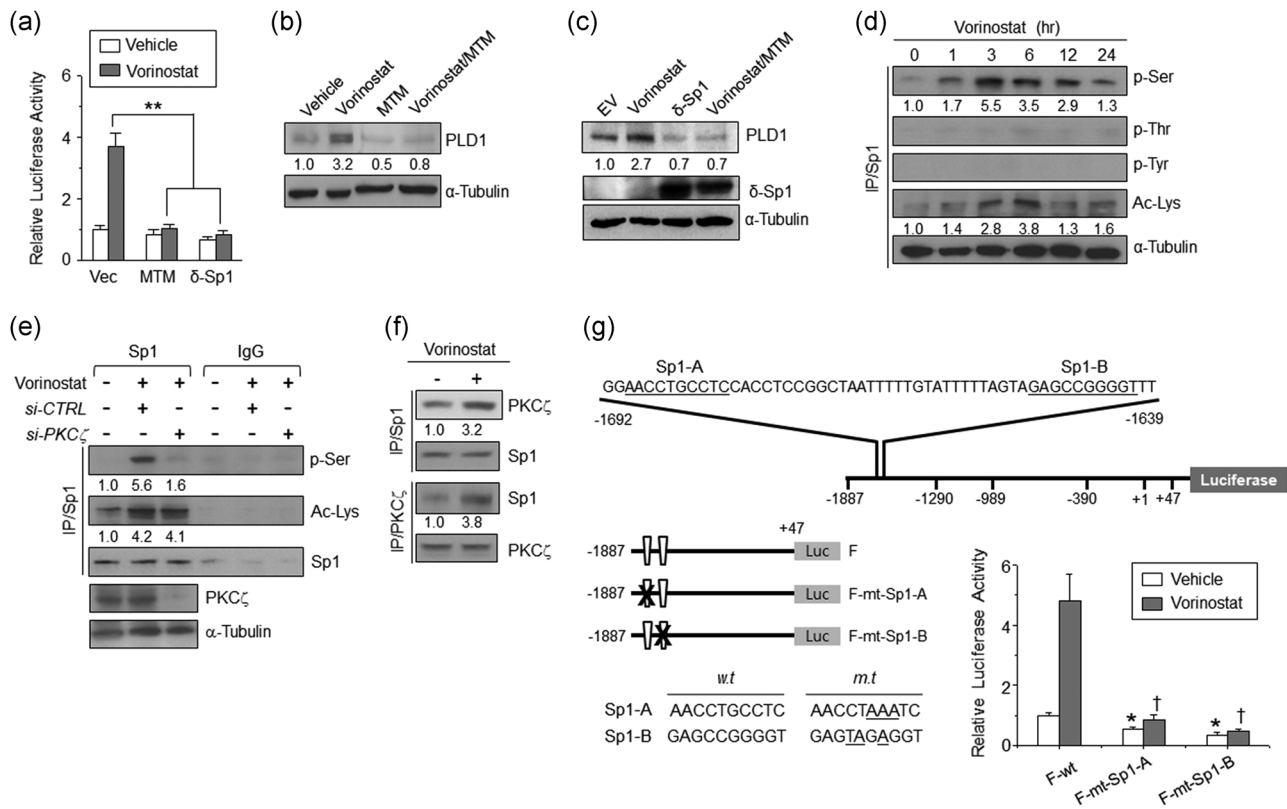 (a)
Vehicle
Vorinostat
Relative Luciferase Activity
6
4
2
0
**
Vec MTM δ-Sp1
(b)
Vehicle Vorinostat MTM Vorinostat/MTM
PLD1
1.0 3.2 0.5 0.8
α-Tubulin
(c)
EV Vorinostat δ-Sp1 Vorinostat/MTM
PLD1
1.0 2.7 0.7 0.7
δ-Sp1
α-Tubulin
(d)
Vorinostat (hr)
0 1 3 6 12 24
IP/Sp1
p-Ser
1.0 1.7 5.5 3.5 2.9 1.3
p-Thr
p-Tyr
Ac-Lys
1.0 1.4 2.8 3.8 1.3 1.6
α-Tubulin
(e)
Sp1 IgG
Vorinostat - + + - + +
si-CTRL - + - - + -
si-PKCζ - - + - - +
IP/Sp1
p-Ser
1.0 5.6 1.6
Ac-Lys
1.0 4.2 4.1
Sp1
PKCζ
α-Tubulin
(f)
Vorinostat
- +
IP/Sp1
PKCζ
1.0 3.2
Sp1
IP/PKCζ
Sp1
1.0 3.8
PKCζ
(g)
Sp1-A Sp1-B
GGAACCTGCCTCCACCTCCGGCTAATTTTTGTATTTTTAGTAGAGCCGGGGTTT
-1692 -1639
Luciferase
-1887 -1290 -989 -390 +1 +47
+47
-1887 Luc F
-1887 Luc F-mt-Sp1-A
-1887 Luc F-mt-Sp1-B
w.t m.t
Sp1-A AACCTGCCTC AACCTAAATC
Sp1-B GAGCCGGGGT GAGTAGAGGT
Relative Luciferase Activity
Vehicle
Vorinostat
6
4
2
0
* †
* †
F-wt F-mt-Sp1-A F-mt-Sp1-B